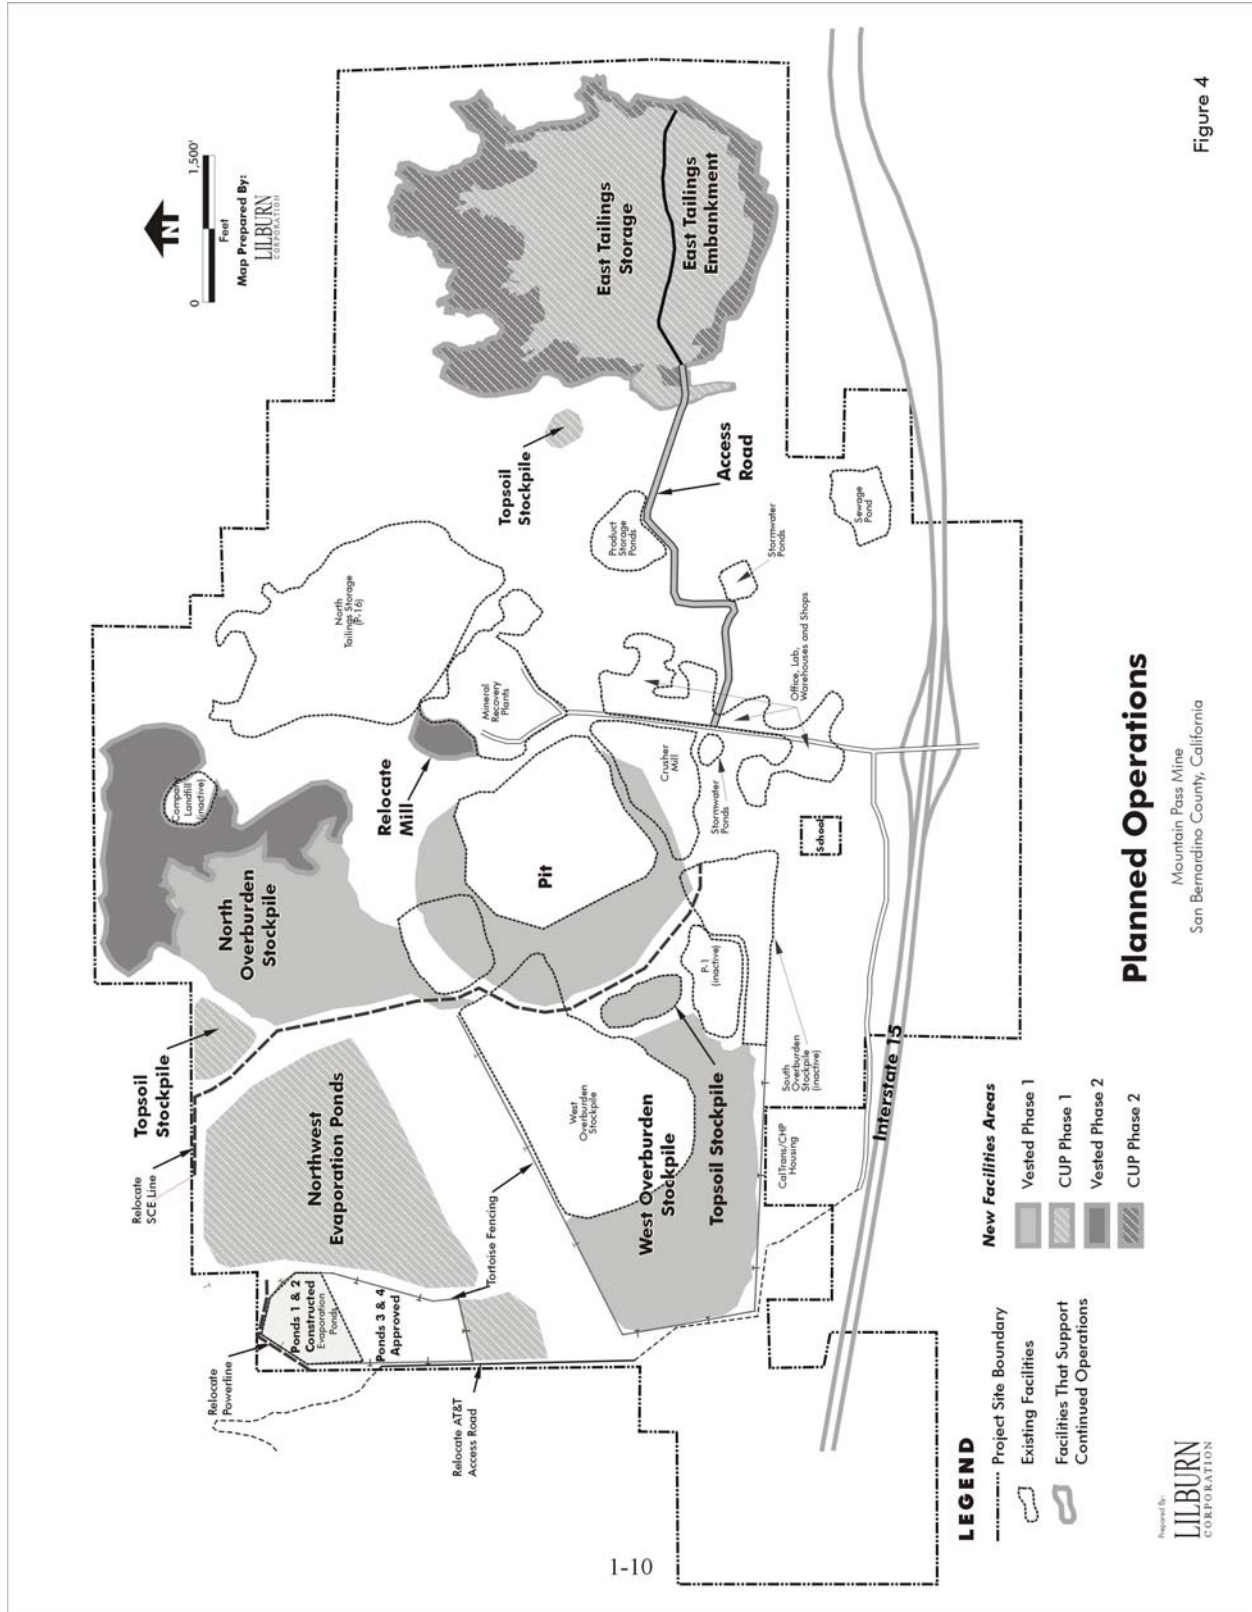 N
0
1,500'
Feet
Map Prepared By:
LILBURN
CORPORATION
Relocate
SCE Line
Topsoil
Stockpile
North
Overburden
Stockpile
Company
Landfill
(inactive)
North
Tailings Storage
(P-16)
Relocate
Powerline
Ponds 1 & 2
Constructed
Evaporation
Ponds
Ponds 3 & 4
Approved
Northwest
Evaporation Ponds
Relocate
Mill
Mineral
Recovery
Plants
Topsoil
Stockpile
East Tailings
Storage
East Tailings
Embankment
Relocate AT&T
Access Road
Tortoise Fencing
West
Overburden
Stockpile
Pit
Crusher
Mill
Product
Storage
Ponds
Access
Road
West Overburden
Stockpile
Topsoil Stockpile
P-1
(inactive)
Stormwater
Ponds
Stormwater
Ponds
Office, Lab,
Warehouses and Shops
Sewage
Pond
South
Overburden
Stockpile
(inactive)
School
CalTrans/CHP
Housing
Interstate 15
LEGEND
Project Site Boundary
Existing Facilities
Facilities That Support
Continued Operations
New Facilities Areas
Vested Phase 1
CUP Phase 1
Vested Phase 2
CUP Phase 2
Planned Operations
Mountain Pass Mine
San Bernardino County, California
Prepared By:
LILBURN
CORPORATION
Figure 4
1-10